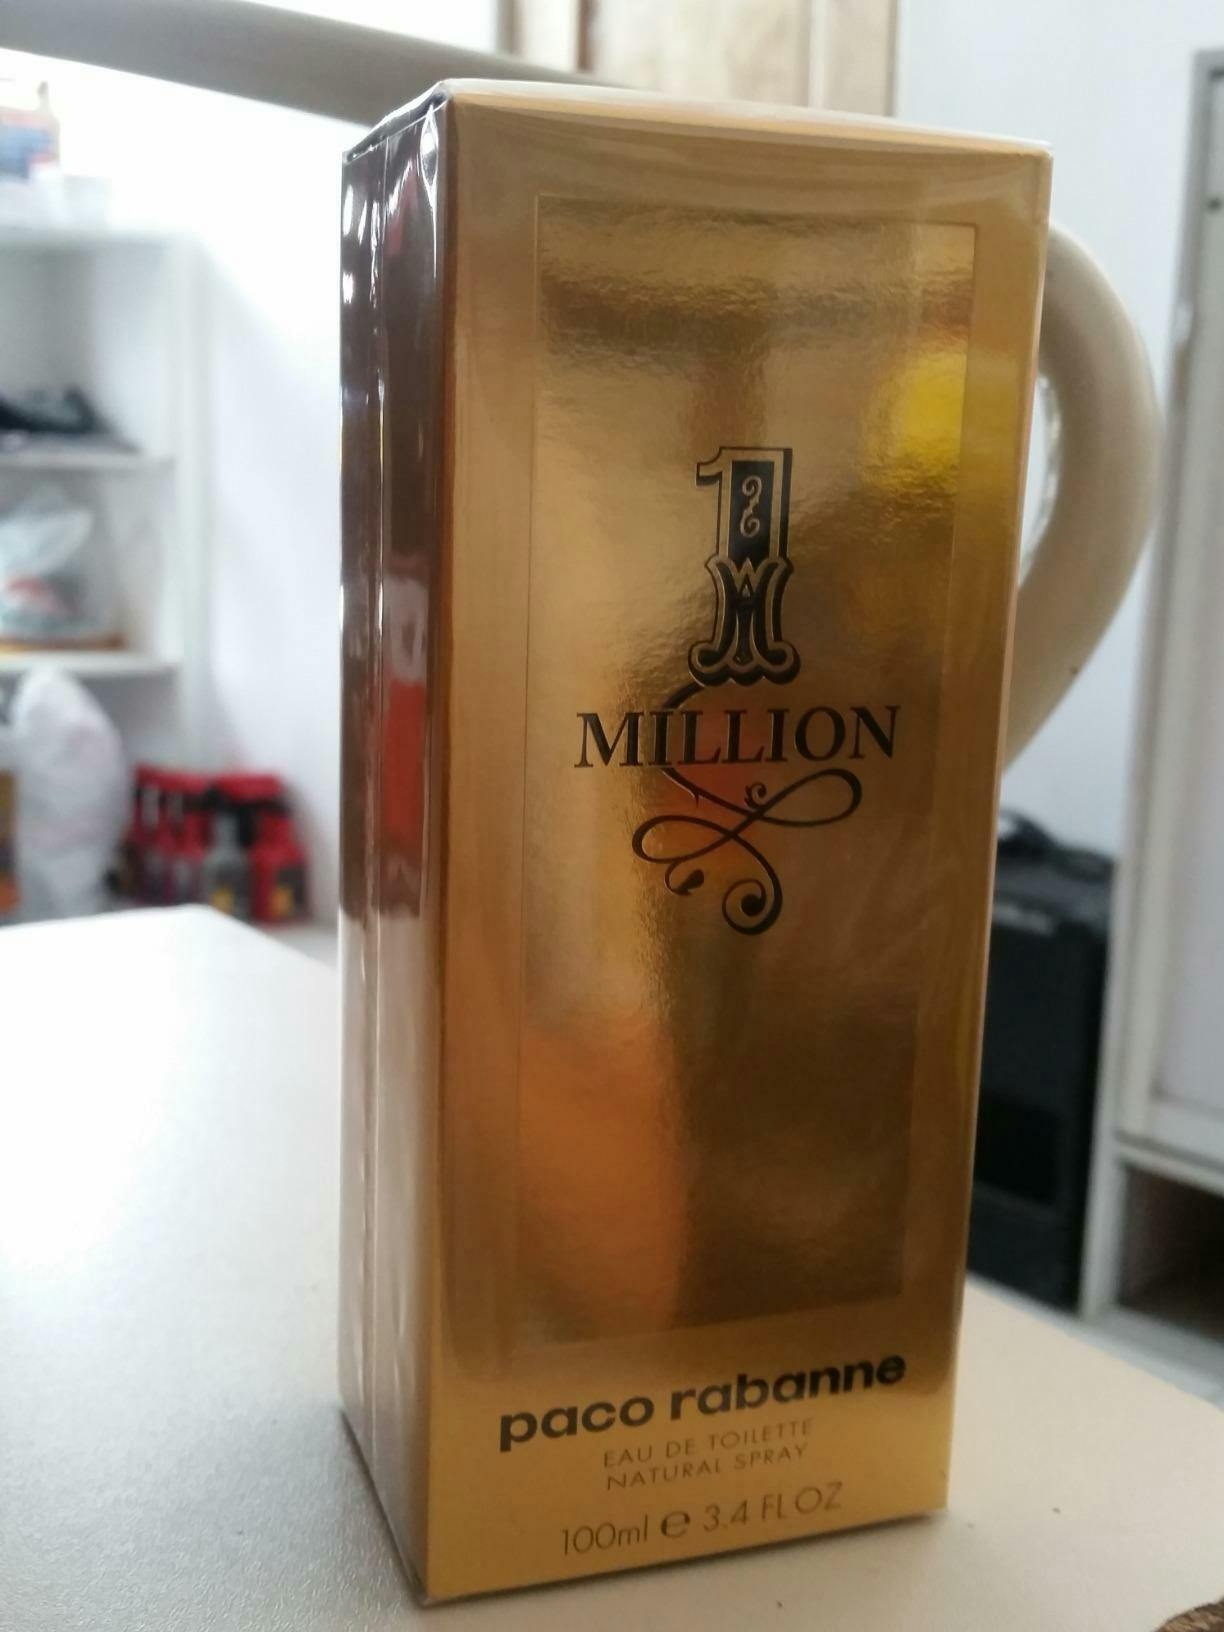 1
MILLION
paco rabanne
EAU DE TOILETTE
NATURAL SPRAY
100ml e 3.4 FL OZ